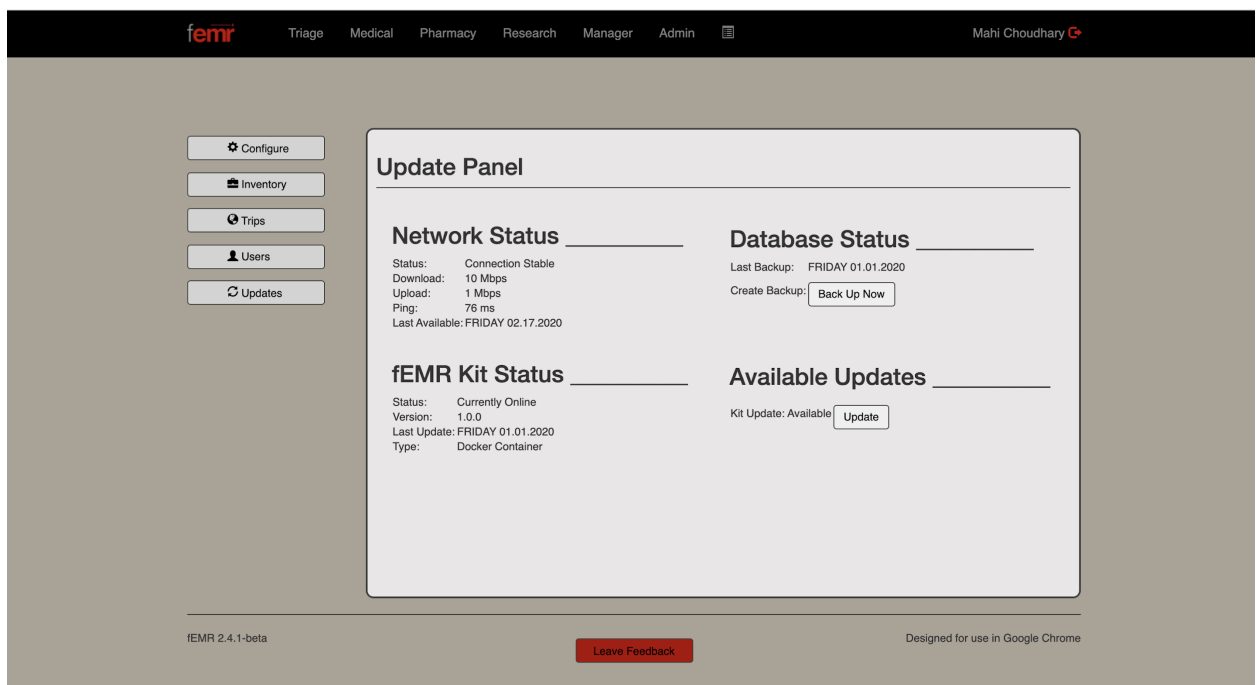 femr Triage Medical Pharmacy Research Manager Admin Mahi Choudhary
Configure
Inventory
Trips
Users
Updates
Update Panel
Network Status
Status: Connection Stable
Download: 10 Mbps
Upload: 1 Mbps
Ping: 76 ms
Last Available: FRIDAY 02.17.2020
Database Status
Last Backup: FRIDAY 01.01.2020
Create Backup: Back Up Now
fEMR Kit Status
Status: Currently Online
Version: 1.0.0
Last Update: FRIDAY 01.01.2020
Type: Docker Container
Available Updates
Kit Update: Available Update
fEMR 2.4.1-beta
Leave Feedback
Designed for use in Google Chrome